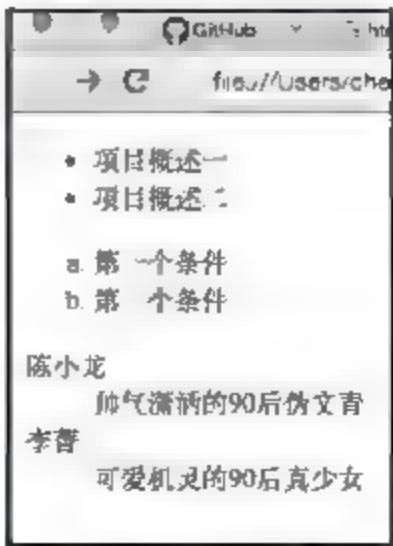 GitHub
file:///Users/che
项目概述一
项目概述二
a. 第一个条件
b. 第 个条件
陈小龙
帅气潇洒的90后伪文青
李
可爱机灵的90后真少女